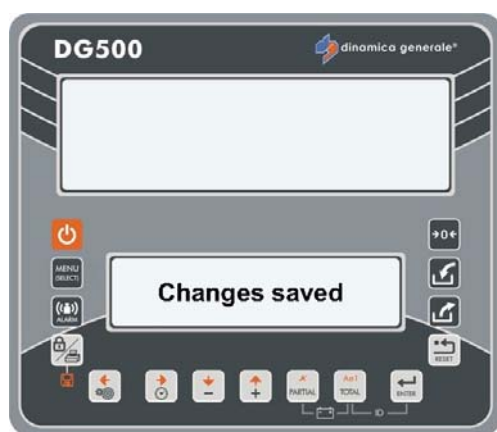 DG500
dinamica generale®
MENU
(SELECT)
→0←
ALARM
Changes saved
RESET
PARTIAL
TOTAL
ENTER
ID